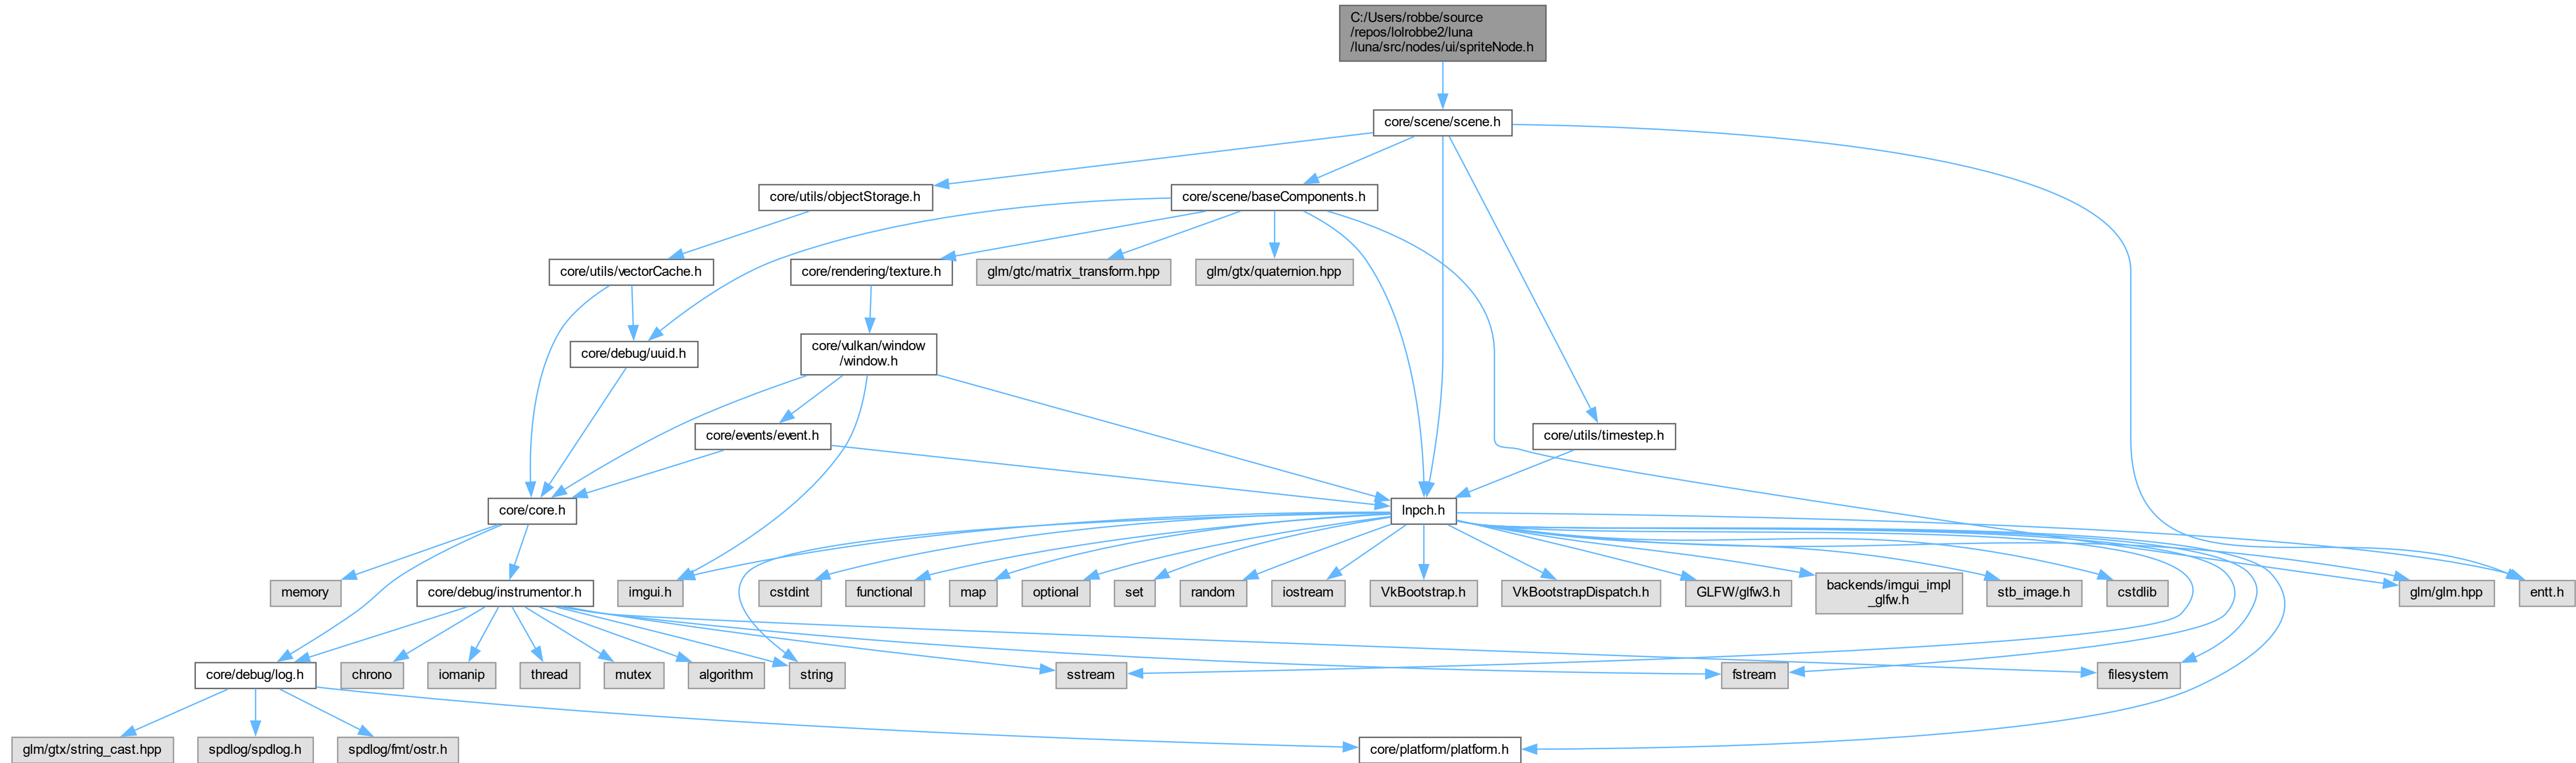 C:/Users/robbe/source
/repos/lolrobbe2/luna
/luna/src/nodes/ui/spriteNode.h
core/scene/scene.h
core/utils/objectStorage.h
core/scene/baseComponents.h
core/utils/vectorCache.h
core/rendering/texture.h
glm/gtc/matrix_transform.hpp
glm/gtx/quaternion.hpp
core/debug/uuid.h
core/vulkan/window
/window.h
core/events/event.h
core/utils/timestep.h
core/core.h
lnpch.h
memory
core/debug/instrumentor.h
imgui.h
cstdint
functional
map
optional
set
random
iostream
VkBootstrap.h
VkBootstrapDispatch.h
GLFW/glfw3.h
backends/imgui_impl
_glfw.h
stb_image.h
cstdlib
glm/glm.hpp
entt.h
core/debug/log.h
chrono
iomanip
thread
mutex
algorithm
string
sstream
fstream
filesystem
glm/gtx/string_cast.hpp
spdlog/spdlog.h
spdlog/fmt/ostr.h
core/platform/platform.h